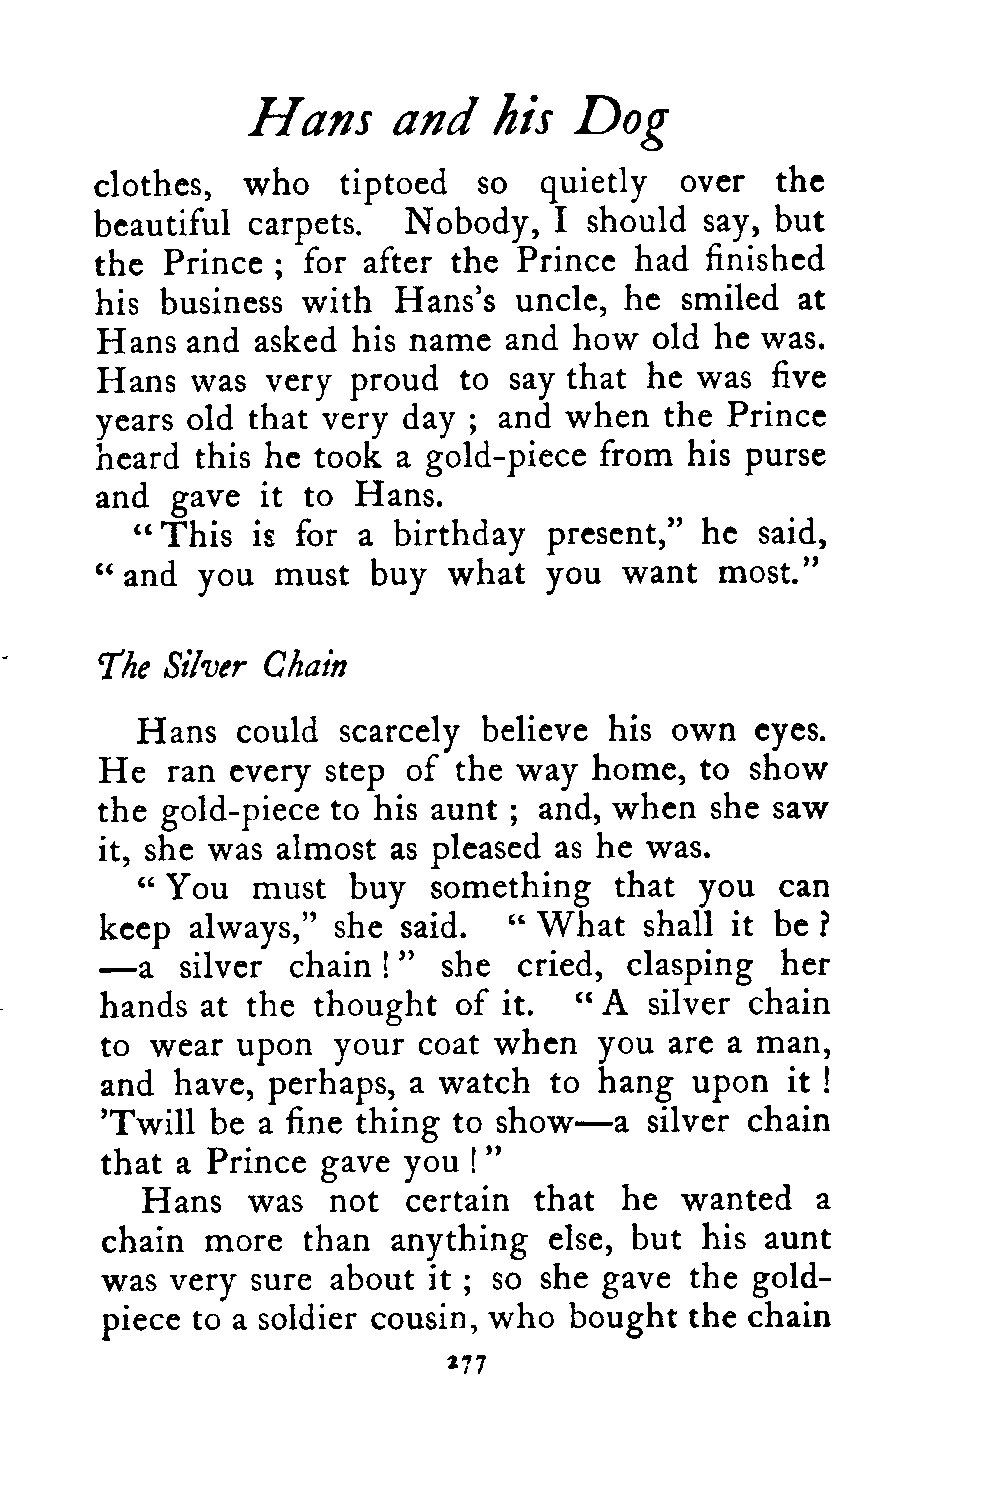 Hans and his Dog
clothes, who tiptoed so quietly over the
beautiful carpets. Nobody, I should say, but
the Prince ; for after the Prince had finished
his business with Hans's uncle, he smiled at
Hans and asked his name and how old he was.
Hans was very proud to say that he was five
years old that very day ; and when the Prince
heard this he took a gold-piece from his purse
and gave it to Hans.
“This is for a birthday present,” he said,
“ and you must buy what you want most.”
The Silver Chain
Hans could scarcely believe his own eyes.
He ran every step of the way home, to show
the gold-piece to his aunt ; and, when she saw
it, she was almost as pleased as he was.
“ You must buy something that you can
keep always,” she said. “ What shall it be ?
—a silver chain ! ” she cried, clasping her
hands at the thought of it. “ A silver chain
to wear upon your coat when you are a man,
and have, perhaps, a watch to hang upon it !
’Twill be a fine thing to show—a silver chain
that a Prince gave you ! ”
Hans was not certain that he wanted a
chain more than anything else, but his aunt
was very sure about it ; so she gave the gold-
piece to a soldier cousin, who bought the chain
277